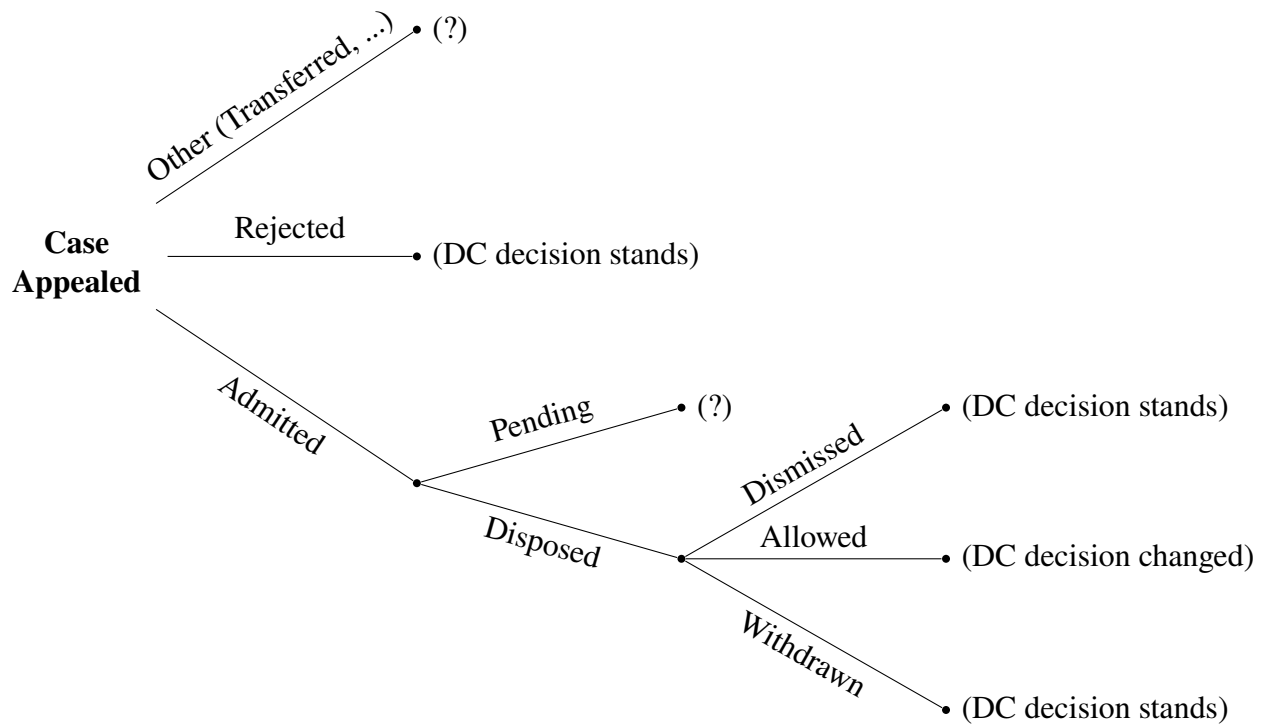 Other (Transferred, ...)
(?)
Rejected
(DC decision stands)
Case
Appealed
Admitted
Pending
(?)
Disposed
Dismissed
(DC decision stands)
Allowed
(DC decision changed)
Withdrawn
(DC decision stands)